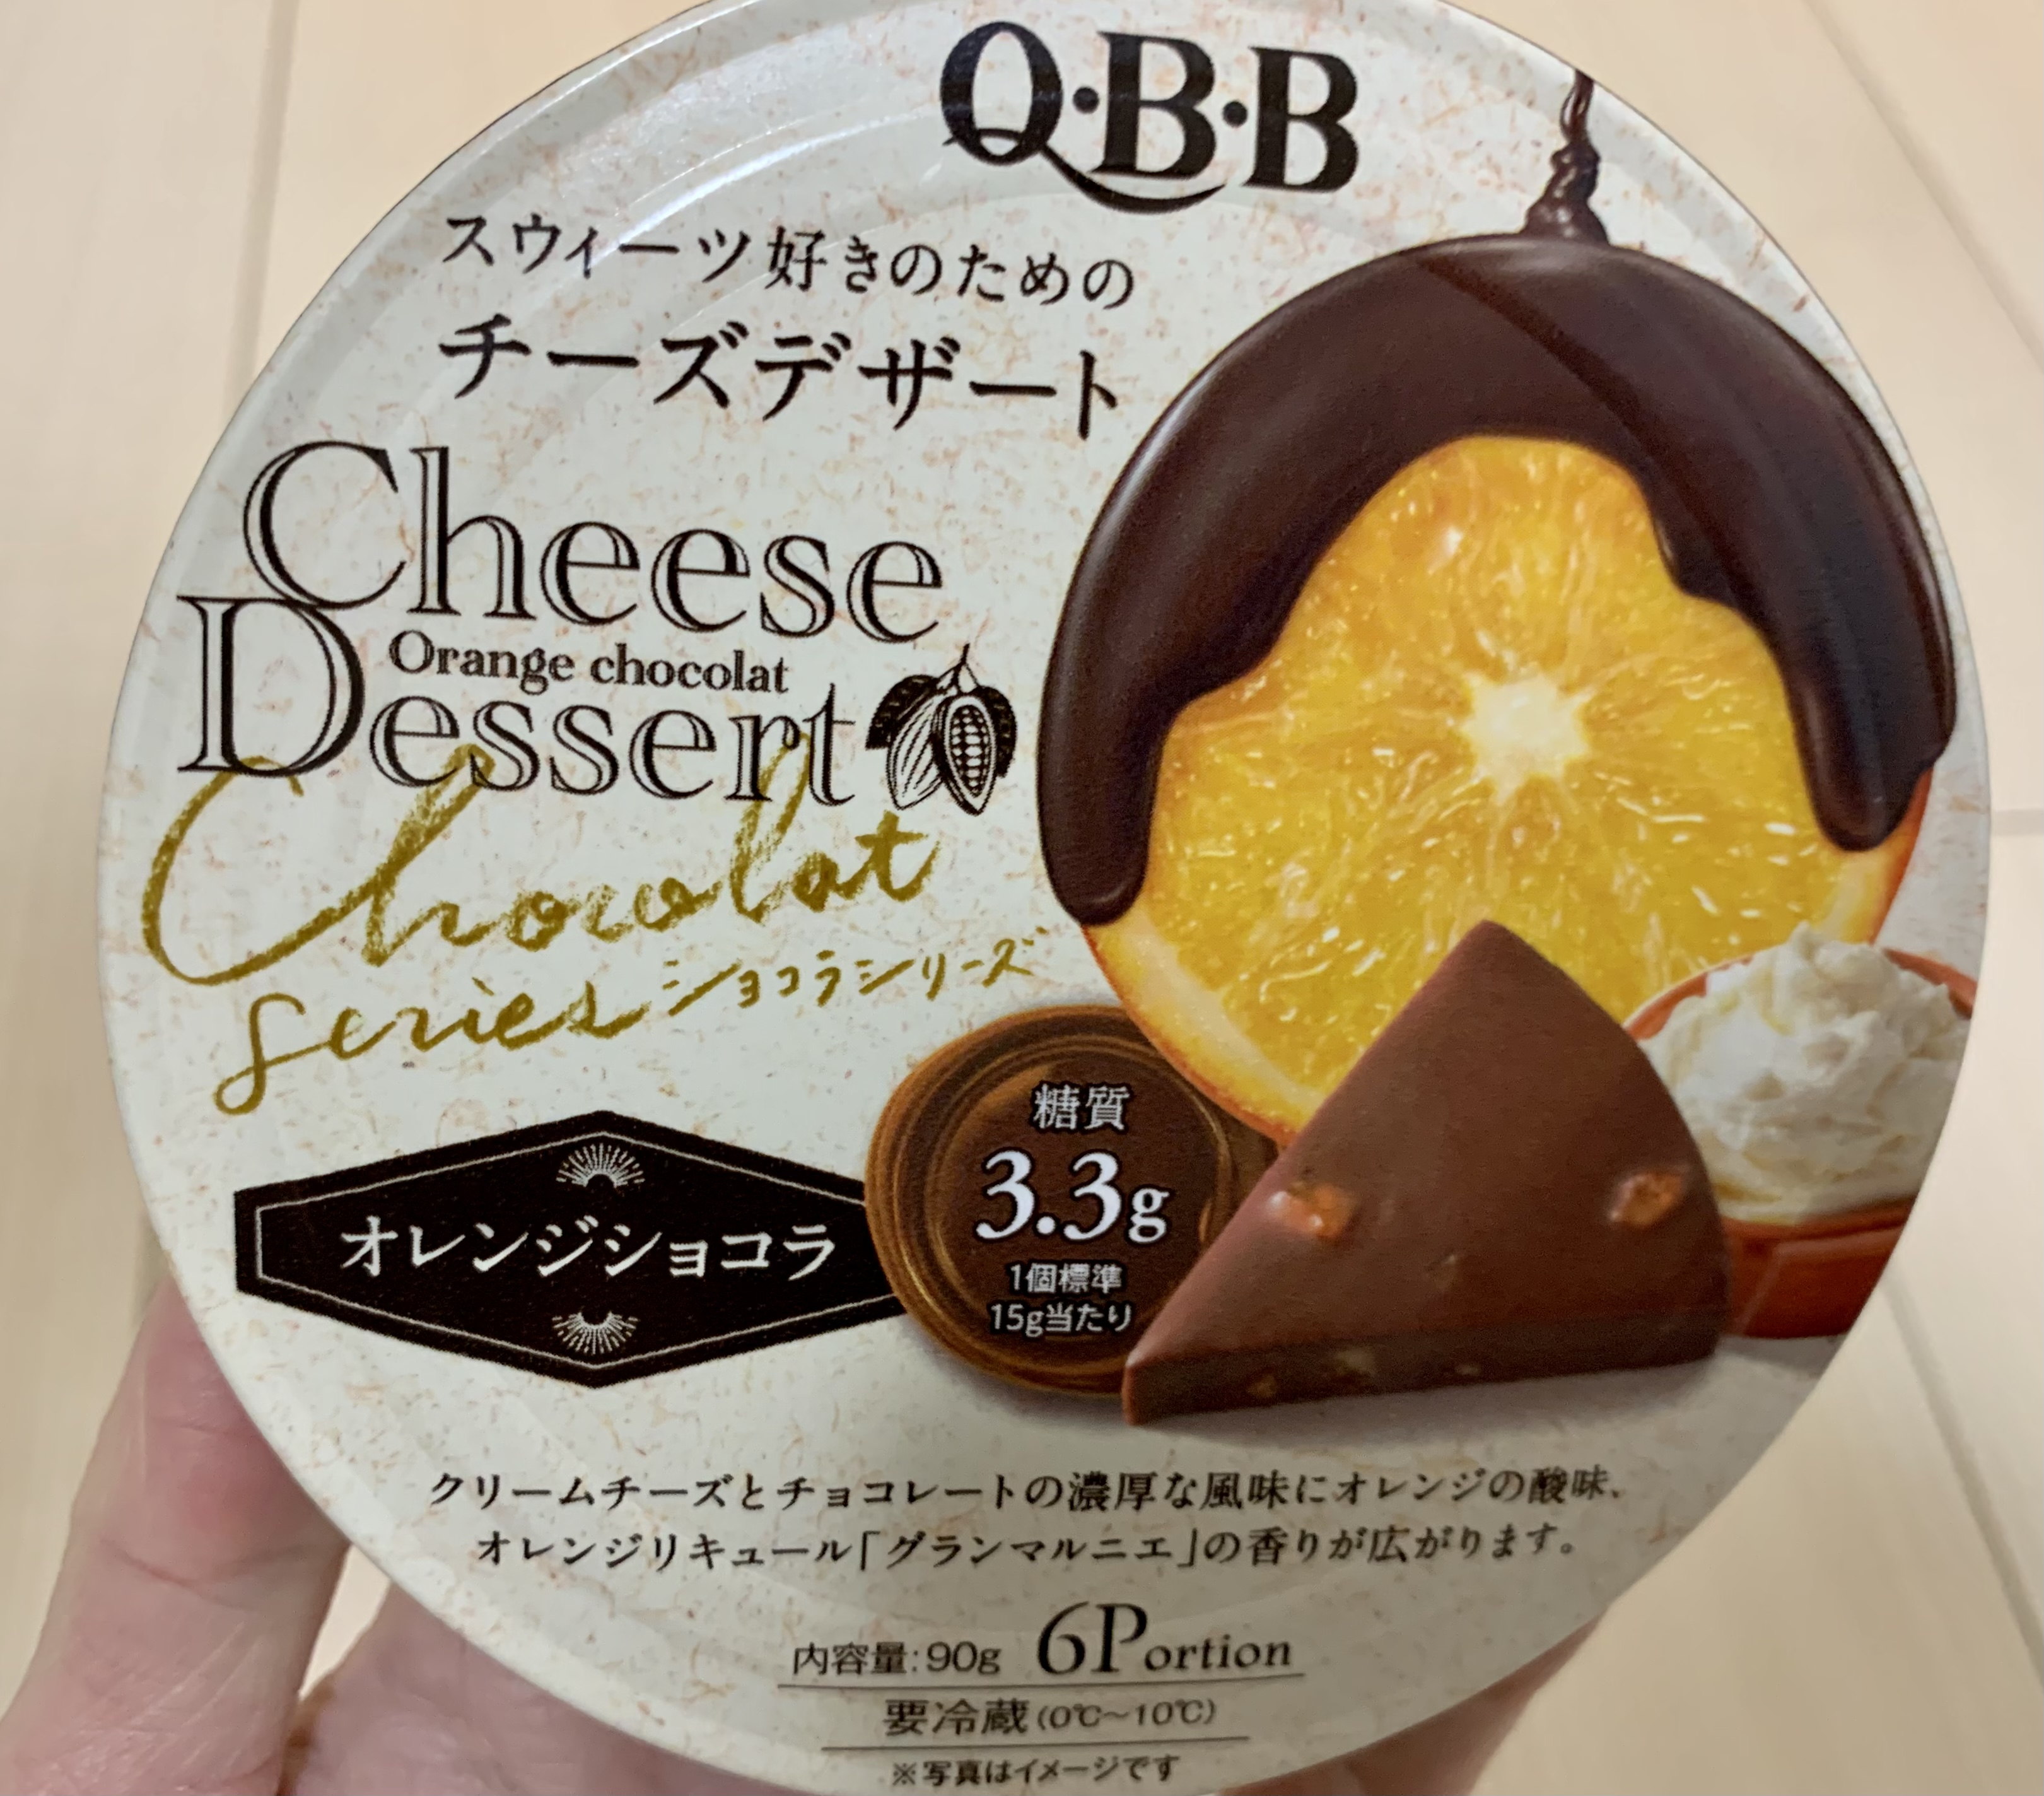 Q·B·B
スウィーツ好きのための
チーズデザート
Cheese
Orange chocolat
Dessert
Chocolat
series ショコラシリーズ
オレンジショコラ
糖質
3.3g
1個標準
15g当たり
クリームチーズとチョコレートの濃厚な風味にオレンジの酸味、
オレンジリキュール「グランマルニエ」の香りが広がります。
内容量:90g 6Portion
要冷蔵(0℃~10℃)
※写真はイメージです